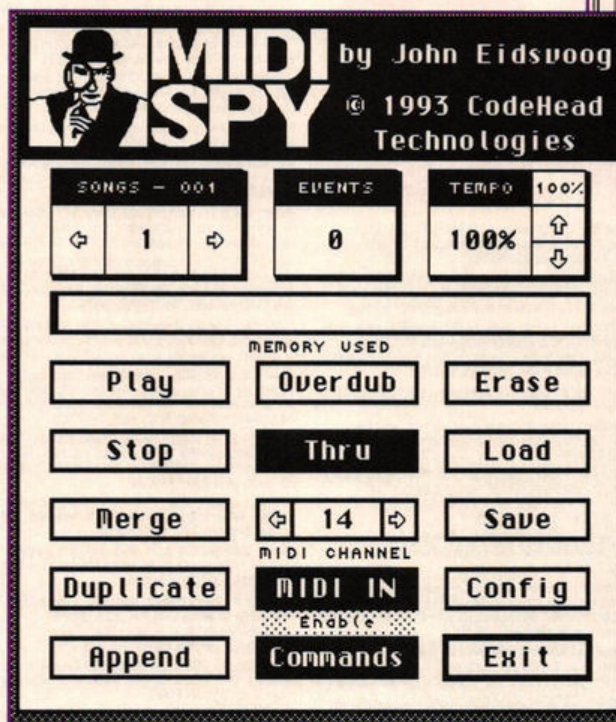 MIDI SPY
by John Eidsvoog
© 1993 CodeHead
Technologies
SONGS — 001
EVENTS
TEMPO 100%
1
0
100%
MEMORY USED
Play Overdub Erase
Stop Thru Load
Merge 14 Save
MIDI CHANNEL
Duplicate MIDI IN Config
Enable
Append Commands Exit